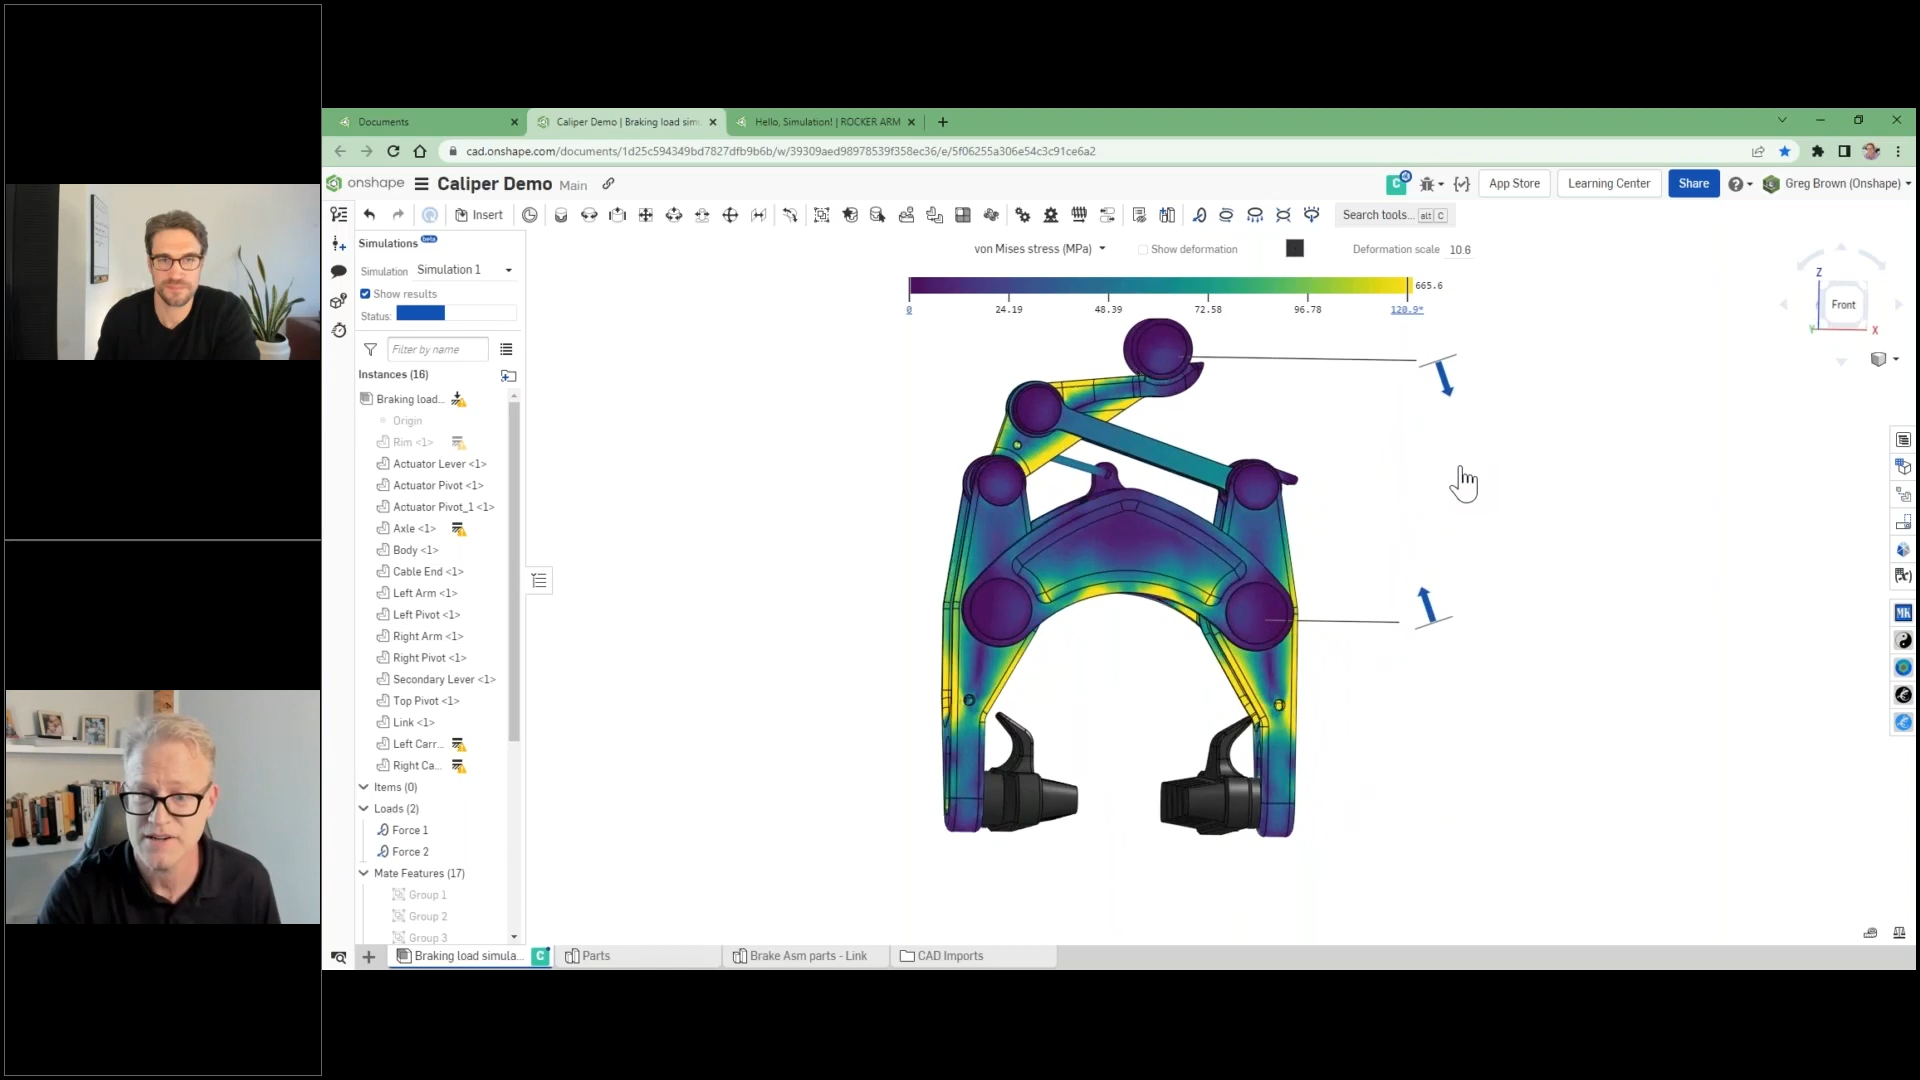 Documents
Caliper Demo | Braking load sim
Hello, Simulation! | ROCKER ARM
cad.onshape.com/documents/1d25c594349bd7827dfb9b6b/w/39309aed98978539f358ec36/e/5f06255a306e54c3c91ce6a2
onshape
Caliper Demo Main
App Store
Learning Center
Share
Greg Brown (Onshape)
Insert
Search tools... alt C
Simulations beta
Simulation Simulation 1
Show results
Status:
Filter by name
Instances (16)
Braking load...
Origin
Rim <1>
Actuator Lever <1>
Actuator Pivot <1>
Actuator Pivot_1 <1>
Axle <1>
Body <1>
Cable End <1>
Left Arm <1>
Left Pivot <1>
Right Arm <1>
Right Pivot <1>
Secondary Lever <1>
Top Pivot <1>
Link <1>
Left Carr...
Right Ca...
Items (0)
Loads (2)
Force 1
Force 2
Mate Features (17)
Group 1
Group 2
Group 3
von Mises stress (MPa)
Show deformation
Deformation scale 10.6
665.6
0 24.19 48.39 72.58 96.78 120.9*
Z
Front
Y
X
C
MK
Braking load simula... C
Parts
Brake Asm parts - Link
CAD Imports